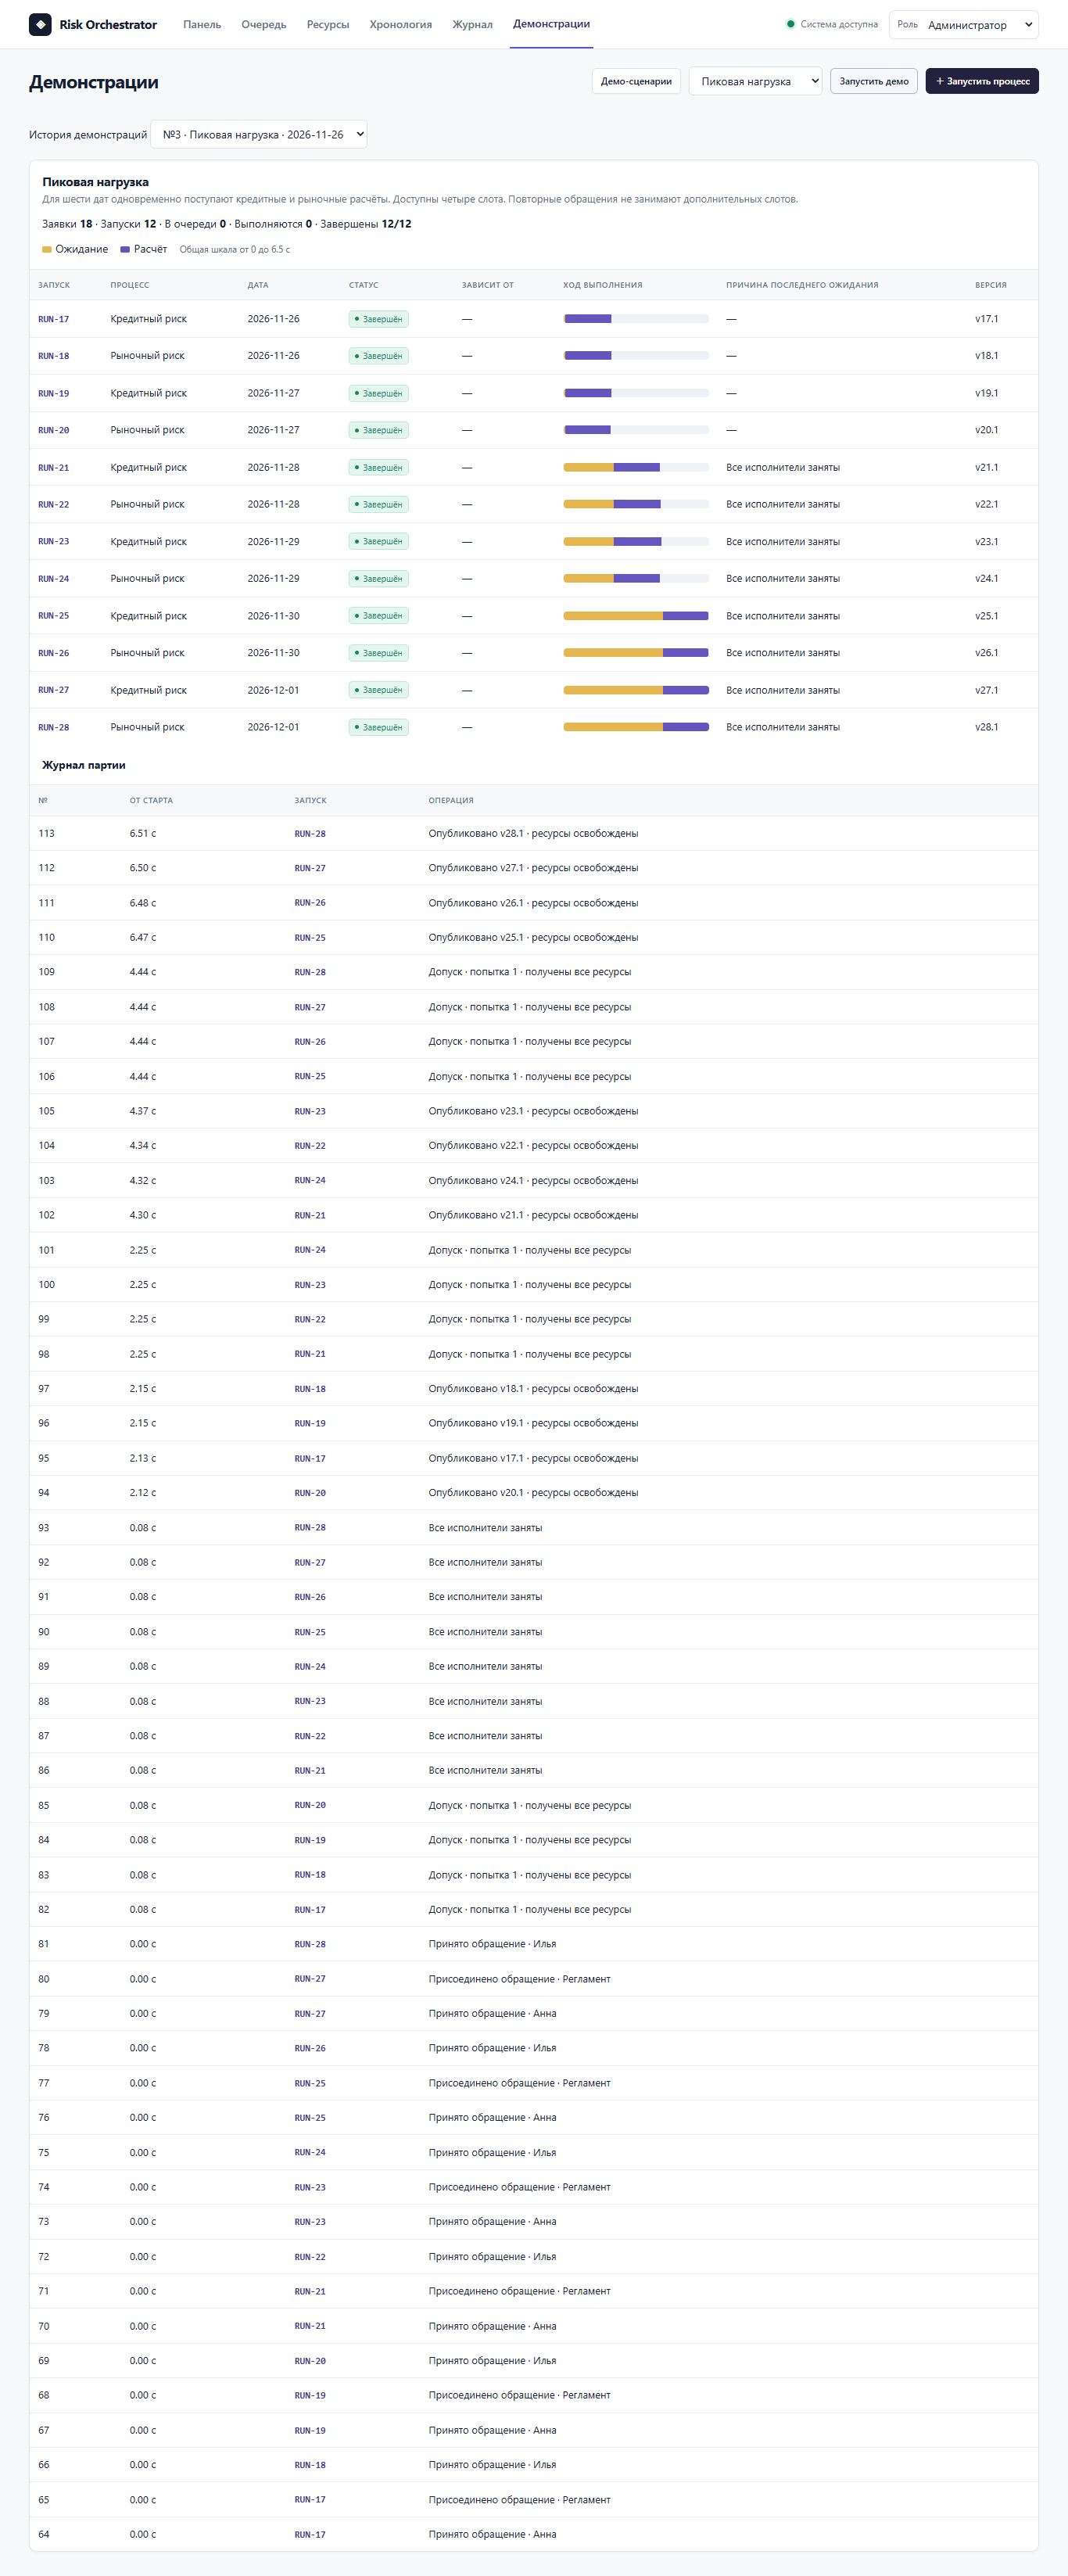 Risk Orchestrator Панель Очередь Ресурсы Хронология Журнал Демонстрации Система доступна Роль Администратор
Демонстрации Демо-сценарии Пиковая нагрузка Запустить демо + Запустить процесс
История демонстраций №3 · Пиковая нагрузка · 2026-11-26
Пиковая нагрузка
Для шести дат одновременно поступают кредитные и рыночные расчёты. Доступны четыре слота. Повторные обращения не занимают дополнительных слотов.
Заявки 18 · Запуски 12 · В очереди 0 · Выполняются 0 · Завершены 12/12
Ожидание Расчёт Общая шкала от 0 до 6.5 с
ЗАПУСК ПРОЦЕСС ДАТА СТАТУС ЗАВИСИТ ОТ ХОД ВЫПОЛНЕНИЯ ПРИЧИНА ПОСЛЕДНЕГО ОЖИДАНИЯ ВЕРСИЯ
RUN-17 Кредитный риск 2026-11-26 Завершён — — v17.1
RUN-18 Рыночный риск 2026-11-26 Завершён — — v18.1
RUN-19 Кредитный риск 2026-11-27 Завершён — — v19.1
RUN-20 Рыночный риск 2026-11-27 Завершён — — v20.1
RUN-21 Кредитный риск 2026-11-28 Завершён — Все исполнители заняты v21.1
RUN-22 Рыночный риск 2026-11-28 Завершён — Все исполнители заняты v22.1
RUN-23 Кредитный риск 2026-11-29 Завершён — Все исполнители заняты v23.1
RUN-24 Рыночный риск 2026-11-29 Завершён — Все исполнители заняты v24.1
RUN-25 Кредитный риск 2026-11-30 Завершён — Все исполнители заняты v25.1
RUN-26 Рыночный риск 2026-11-30 Завершён — Все исполнители заняты v26.1
RUN-27 Кредитный риск 2026-12-01 Завершён — Все исполнители заняты v27.1
RUN-28 Рыночный риск 2026-12-01 Завершён — Все исполнители заняты v28.1
Журнал партии
№ ОТ СТАРТА ЗАПУСК ОПЕРАЦИЯ
113 6.51 с RUN-28 Опубликовано v28.1 · ресурсы освобождены
112 6.50 с RUN-27 Опубликовано v27.1 · ресурсы освобождены
111 6.48 с RUN-26 Опубликовано v26.1 · ресурсы освобождены
110 6.47 с RUN-25 Опубликовано v25.1 · ресурсы освобождены
109 4.44 с RUN-28 Допуск · попытка 1 · получены все ресурсы
108 4.44 с RUN-27 Допуск · попытка 1 · получены все ресурсы
107 4.44 с RUN-26 Допуск · попытка 1 · получены все ресурсы
106 4.44 с RUN-25 Допуск · попытка 1 · получены все ресурсы
105 4.37 с RUN-23 Опубликовано v23.1 · ресурсы освобождены
104 4.34 с RUN-22 Опубликовано v22.1 · ресурсы освобождены
103 4.32 с RUN-24 Опубликовано v24.1 · ресурсы освобождены
102 4.30 с RUN-21 Опубликовано v21.1 · ресурсы освобождены
101 2.25 с RUN-24 Допуск · попытка 1 · получены все ресурсы
100 2.25 с RUN-23 Допуск · попытка 1 · получены все ресурсы
99 2.25 с RUN-22 Допуск · попытка 1 · получены все ресурсы
98 2.25 с RUN-21 Допуск · попытка 1 · получены все ресурсы
97 2.15 с RUN-18 Опубликовано v18.1 · ресурсы освобождены
96 2.15 с RUN-19 Опубликовано v19.1 · ресурсы освобождены
95 2.13 с RUN-17 Опубликовано v17.1 · ресурсы освобождены
94 2.12 с RUN-20 Опубликовано v20.1 · ресурсы освобождены
93 0.08 с RUN-28 Все исполнители заняты
92 0.08 с RUN-27 Все исполнители заняты
91 0.08 с RUN-26 Все исполнители заняты
90 0.08 с RUN-25 Все исполнители заняты
89 0.08 с RUN-24 Все исполнители заняты
88 0.08 с RUN-23 Все исполнители заняты
87 0.08 с RUN-22 Все исполнители заняты
86 0.08 с RUN-21 Все исполнители заняты
85 0.08 с RUN-20 Допуск · попытка 1 · получены все ресурсы
84 0.08 с RUN-19 Допуск · попытка 1 · получены все ресурсы
83 0.08 с RUN-18 Допуск · попытка 1 · получены все ресурсы
82 0.08 с RUN-17 Допуск · попытка 1 · получены все ресурсы
81 0.00 с RUN-28 Принято обращение · Илья
80 0.00 с RUN-27 Присоединено обращение · Регламент
79 0.00 с RUN-27 Принято обращение · Анна
78 0.00 с RUN-26 Принято обращение · Илья
77 0.00 с RUN-25 Присоединено обращение · Регламент
76 0.00 с RUN-25 Принято обращение · Анна
75 0.00 с RUN-24 Принято обращение · Илья
74 0.00 с RUN-23 Присоединено обращение · Регламент
73 0.00 с RUN-23 Принято обращение · Анна
72 0.00 с RUN-22 Принято обращение · Илья
71 0.00 с RUN-21 Присоединено обращение · Регламент
70 0.00 с RUN-21 Принято обращение · Анна
69 0.00 с RUN-20 Принято обращение · Илья
68 0.00 с RUN-19 Присоединено обращение · Регламент
67 0.00 с RUN-19 Принято обращение · Анна
66 0.00 с RUN-18 Принято обращение · Илья
65 0.00 с RUN-17 Присоединено обращение · Регламент
64 0.00 с RUN-17 Принято обращение · Анна